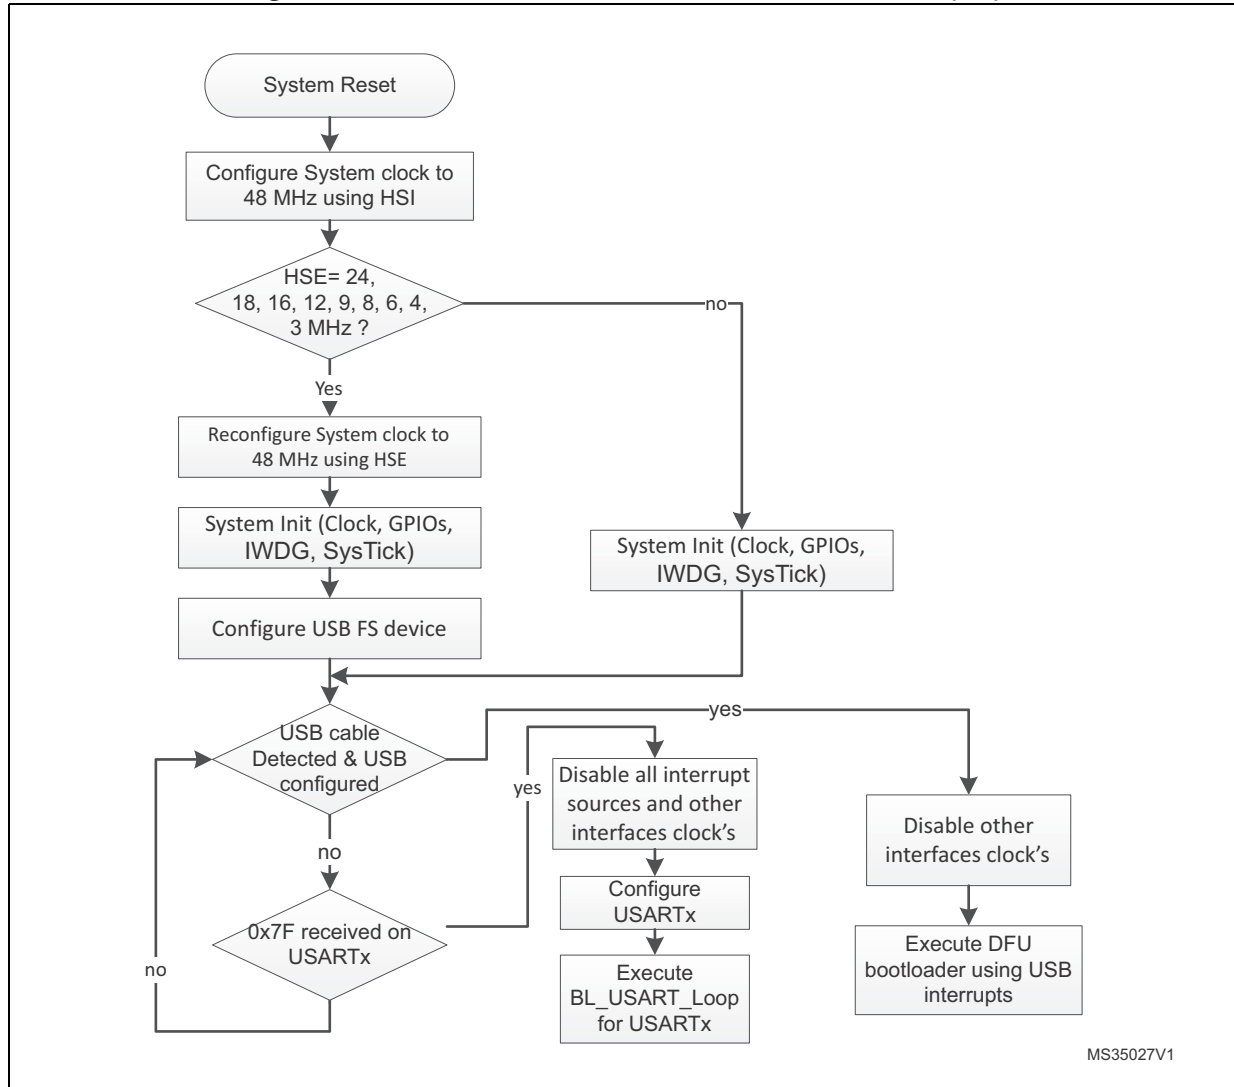 System Reset
Configure System clock to
48 MHz using HSI
HSE= 24,
18, 16, 12, 9, 8, 6, 4,
3 MHz ?
no
Yes
Reconfigure System clock to
48 MHz using HSE
System Init (Clock, GPIOs,
IWDG, SysTick)
System Init (Clock, GPIOs,
IWDG, SysTick)
Configure USB FS device
USB cable
Detected & USB
configured
yes
yes
Disable all interrupt
sources and other
interfaces clock's
Disable other
interfaces clock's
no
Configure
USARTx
0x7F received on
USARTx
no
Execute
BL_USART_Loop
for USARTx
Execute DFU
bootloader using USB
interrupts
MS35027V1